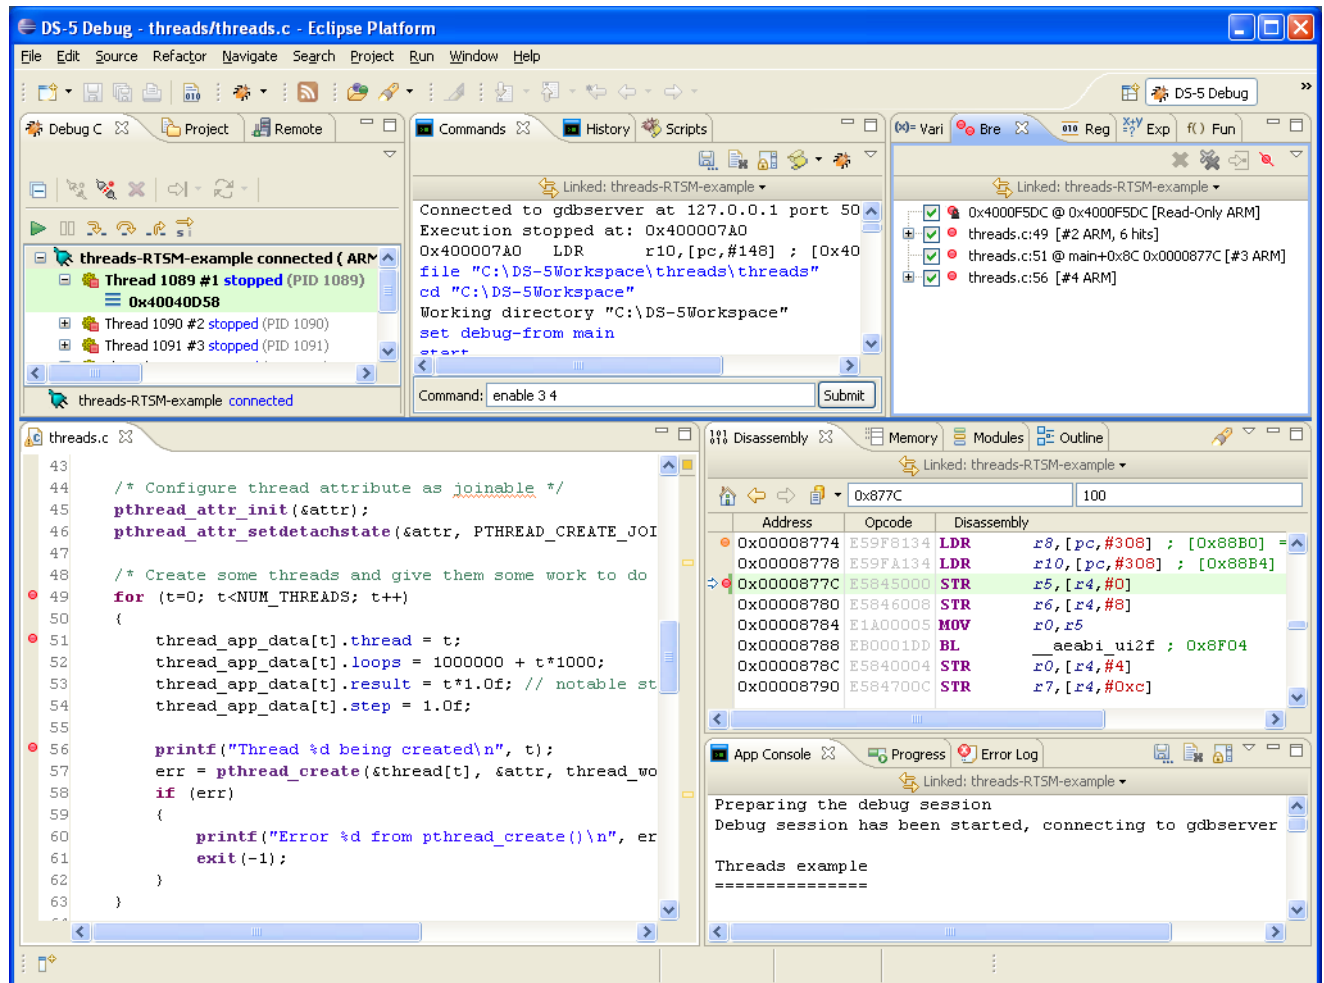 DS-5 Debug - threads/threads.c - Eclipse Platform
File Edit Source Refactor Navigate Search Project Run Window Help
DS-5 Debug
Debug C Project Remote
threads-RTSM-example connected ( ARM
Thread 1089 #1 stopped (PID 1089)
0x40040D58
Thread 1090 #2 stopped (PID 1090)
Thread 1091 #3 stopped (PID 1091)
threads-RTSM-example connected
Commands History Scripts
Linked: threads-RTSM-example
Connected to gdbserver at 127.0.0.1 port 50
Execution stopped at: 0x400007A0
0x400007A0 LDR r10,[pc,#148] ; [0x40
file "C:\DS-5Workspace\threads\threads"
cd "C:\DS-5Workspace"
Working directory "C:\DS-5Workspace"
set debug-from main
start
Command: enable 3 4 Submit
(x)= Vari Bre Reg Exp f() Fun
Linked: threads-RTSM-example
0x4000F5DC @ 0x4000F5DC [Read-Only ARM]
threads.c:49 [#2 ARM, 6 hits]
threads.c:51 @ main+0x8C 0x0000877C [#3 ARM]
threads.c:56 [#4 ARM]
threads.c
43
44 /* Configure thread attribute as joinable */
45 pthread_attr_init(&attr);
46 pthread_attr_setdetachstate(&attr, PTHREAD_CREATE_JOI
47
48 /* Create some threads and give them some work to do
49 for (t=0; t<NUM_THREADS; t++)
50 {
51 thread_app_data[t].thread = t;
52 thread_app_data[t].loops = 1000000 + t*1000;
53 thread_app_data[t].result = t*1.0f; // notable st
54 thread_app_data[t].step = 1.0f;
55
56 printf("Thread %d being created\n", t);
57 err = pthread_create(&thread[t], &attr, thread_wo
58 if (err)
59 {
60 printf("Error %d from pthread_create()\n", er
61 exit(-1);
62 }
63 }
Disassembly Memory Modules Outline
Linked: threads-RTSM-example
0x877C 100
Address Opcode Disassembly
0x00008774 E59F8134 LDR r8,[pc,#308] ; [0x88B0] =
0x00008778 E59FA134 LDR r10,[pc,#308] ; [0x88B4]
0x0000877C E5845000 STR r5,[r4,#0]
0x00008780 E5846008 STR r6,[r4,#8]
0x00008784 E1A00005 MOV r0,r5
0x00008788 EB0001DD BL __aeabi_ui2f ; 0x8F04
0x0000878C E5840004 STR r0,[r4,#4]
0x00008790 E584700C STR r7,[r4,#0xc]
App Console Progress Error Log
Linked: threads-RTSM-example
Preparing the debug session
Debug session has been started, connecting to gdbserver
Threads example
===============